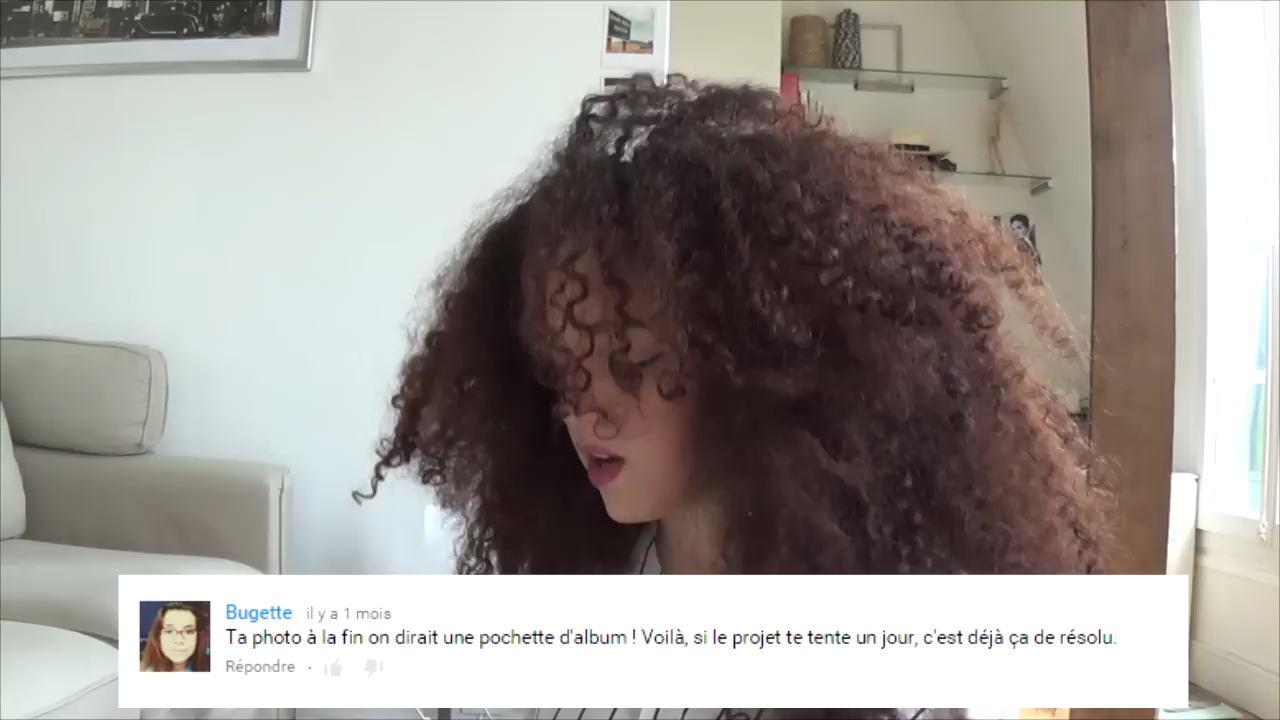 Bugette il y a 1 mois
Ta photo à la fin on dirait une pochette d'album ! Voilà, si le projet te tente un jour, c'est déjà ça de résolu.
Répondre ·